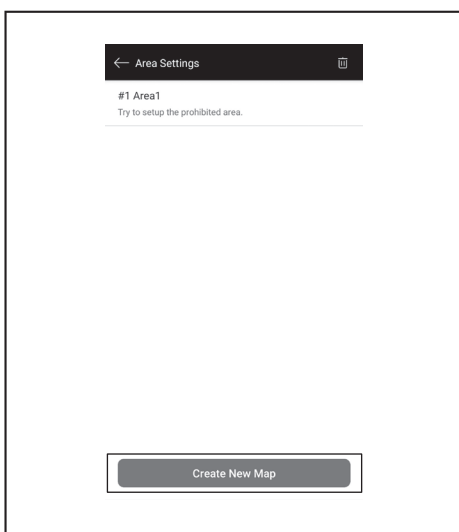 Area Settings
#1 Area1
Try to setup the prohibited area.
Create New Map